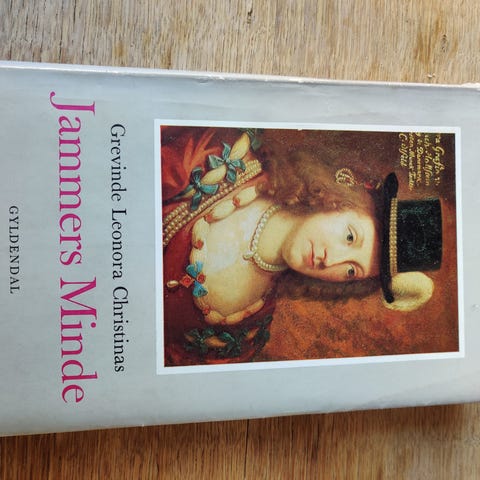 Grevinde Leonora Christinas
Jammers Minde
GYLDENDAL